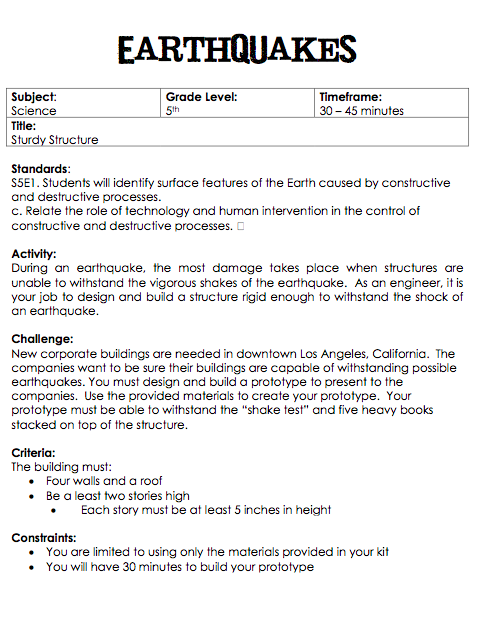 EARTHQUAKES
Subject: Grade Level: Timeframe:
Science 5th 30 – 45 minutes
Title:
Sturdy Structure
Standards:
S5E1. Students will identify surface features of the Earth caused by constructive
and destructive processes.
c. Relate the role of technology and human intervention in the control of
constructive and destructive processes. □
Activity:
During an earthquake, the most damage takes place when structures are
unable to withstand the vigorous shakes of the earthquake. As an engineer, it is
your job to design and build a structure rigid enough to withstand the shock of
an earthquake.
Challenge:
New corporate buildings are needed in downtown Los Angeles, California. The
companies want to be sure their buildings are capable of withstanding possible
earthquakes. You must design and build a prototype to present to the
companies. Use the provided materials to create your prototype. Your
prototype must be able to withstand the “shake test” and five heavy books
stacked on top of the structure.
Criteria:
The building must:
• Four walls and a roof
• Be a least two stories high
• Each story must be at least 5 inches in height
Constraints:
• You are limited to using only the materials provided in your kit
• You will have 30 minutes to build your prototype